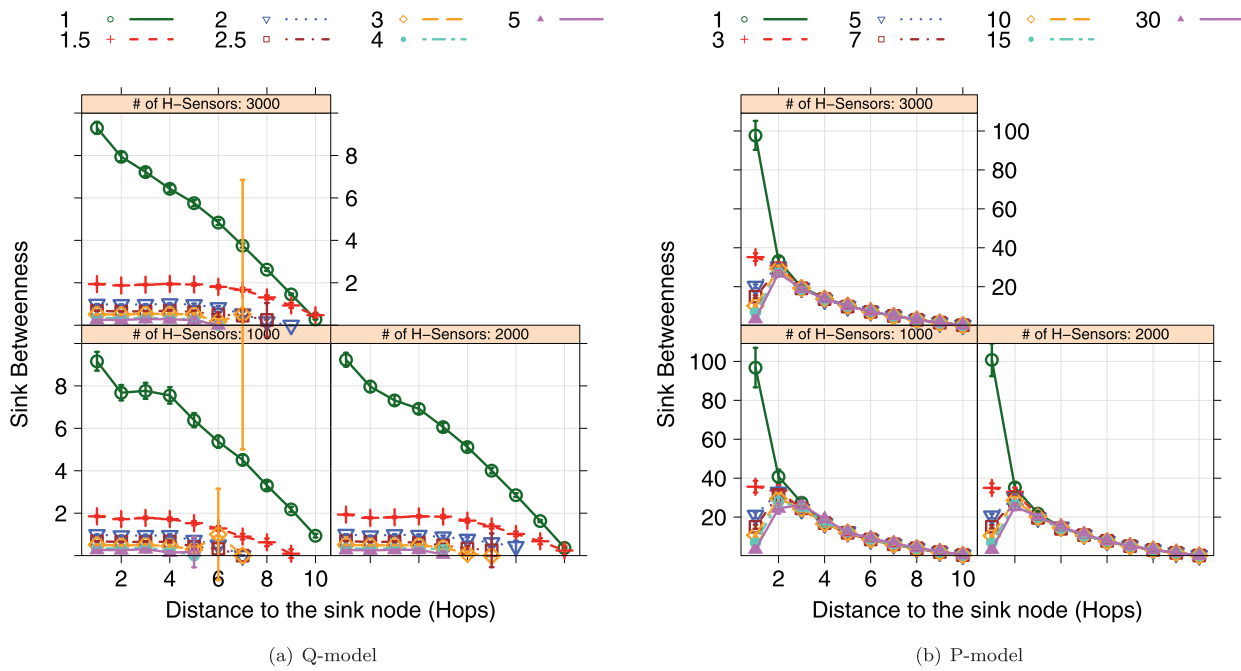 1 2 3 5
1.5 2.5 4
1 5 10 30
3 7 15
# of H-Sensors: 3000
8
6
4
2
# of H-Sensors: 1000
# of H-Sensors: 2000
8
6
4
2
2 4 6 8 10
Sink Betweenness
Distance to the sink node (Hops)
(a) Q-model
# of H-Sensors: 3000
100
80
60
40
20
# of H-Sensors: 1000
# of H-Sensors: 2000
100
80
60
40
20
2 4 6 8 10
Sink Betweenness
Distance to the sink node (Hops)
(b) P-model